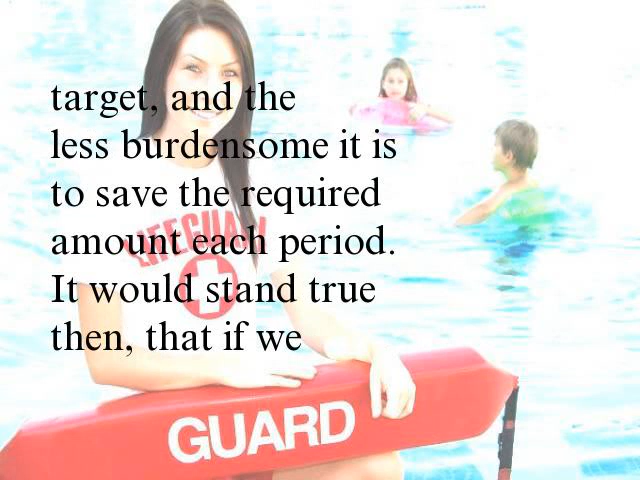 target, and the
less burdensome it is
to save the required
amount each period.
It would stand true
then, that if we
LIFEGUARD
GUARD